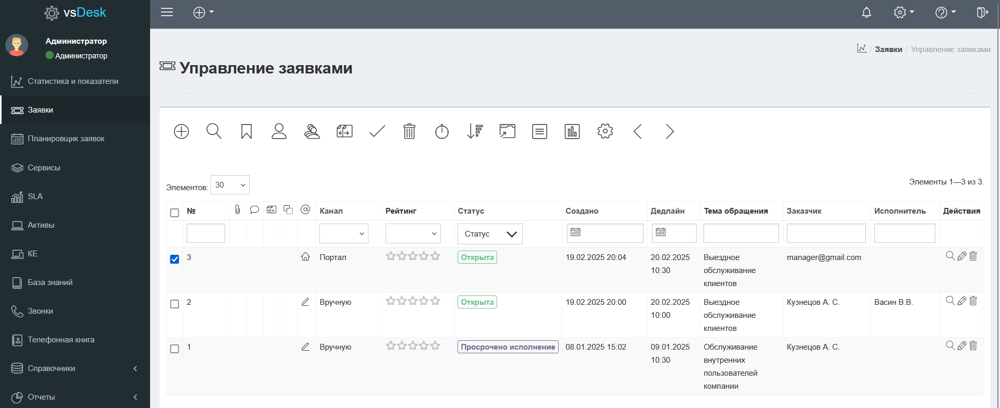 vsDesk
Администратор
Администратор
Статистика и показатели
Заявки
Планировщик заявок
Сервисы
SLA
Активы
КЕ
База знаний
Звонки
Телефонная книга
Справочники
Отчеты
/ Заявки / Управление заявками
Управление заявками
Элементов: 30
Элементы 1—3 из 3.
№ Канал Рейтинг Статус Создано Дедлайн Тема обращения Заказчик Исполнитель Действия
Статус
3 Портал Открыта 19.02.2025 20:04 20.02.2025 Выездное manager@gmail.com
10:30 обслуживание
клиентов
2 Вручную Открыта 19.02.2025 20:00 20.02.2025 Выездное Кузнецов А. С. Васин В.В.
10:00 обслуживание
клиентов
1 Вручную Просрочено исполнение 08.01.2025 15:02 09.01.2025 Обслуживание Кузнецов А. С.
10:30 внутренних
пользователей
компании